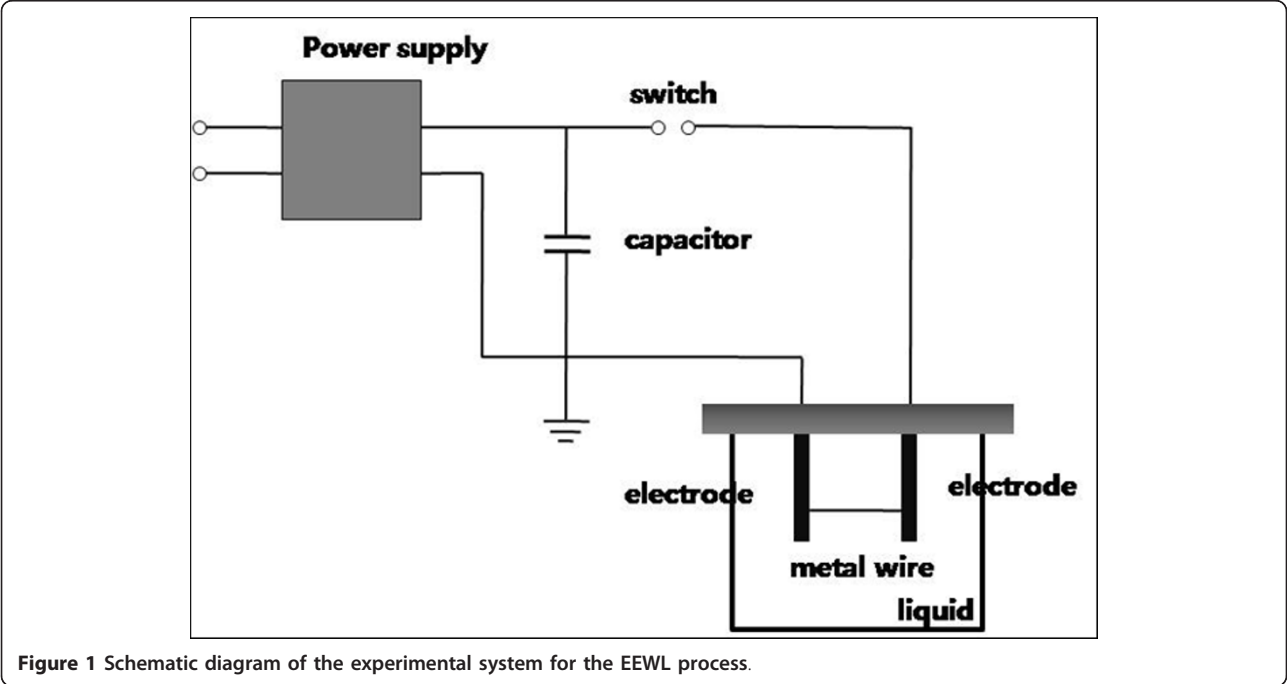 Power supply
switch
capacitor
electrode
electrode
metal wire
liquid
Figure 1 Schematic diagram of the experimental system for the EEWL process.